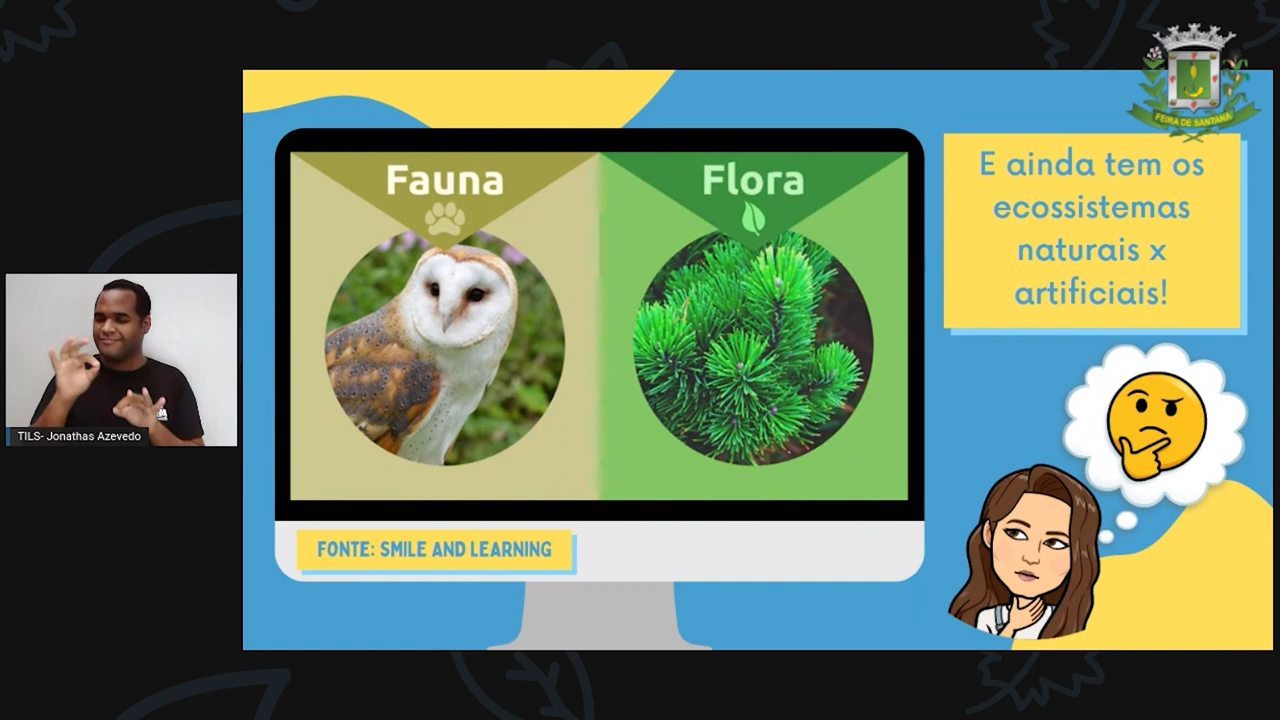 FEIRA DE SANTANA
Fauna
Flora
E ainda tem os
ecossistemas
naturais x
artificiais!
TILS- Jonathas Azevedo
FONTE: SMILE AND LEARNING